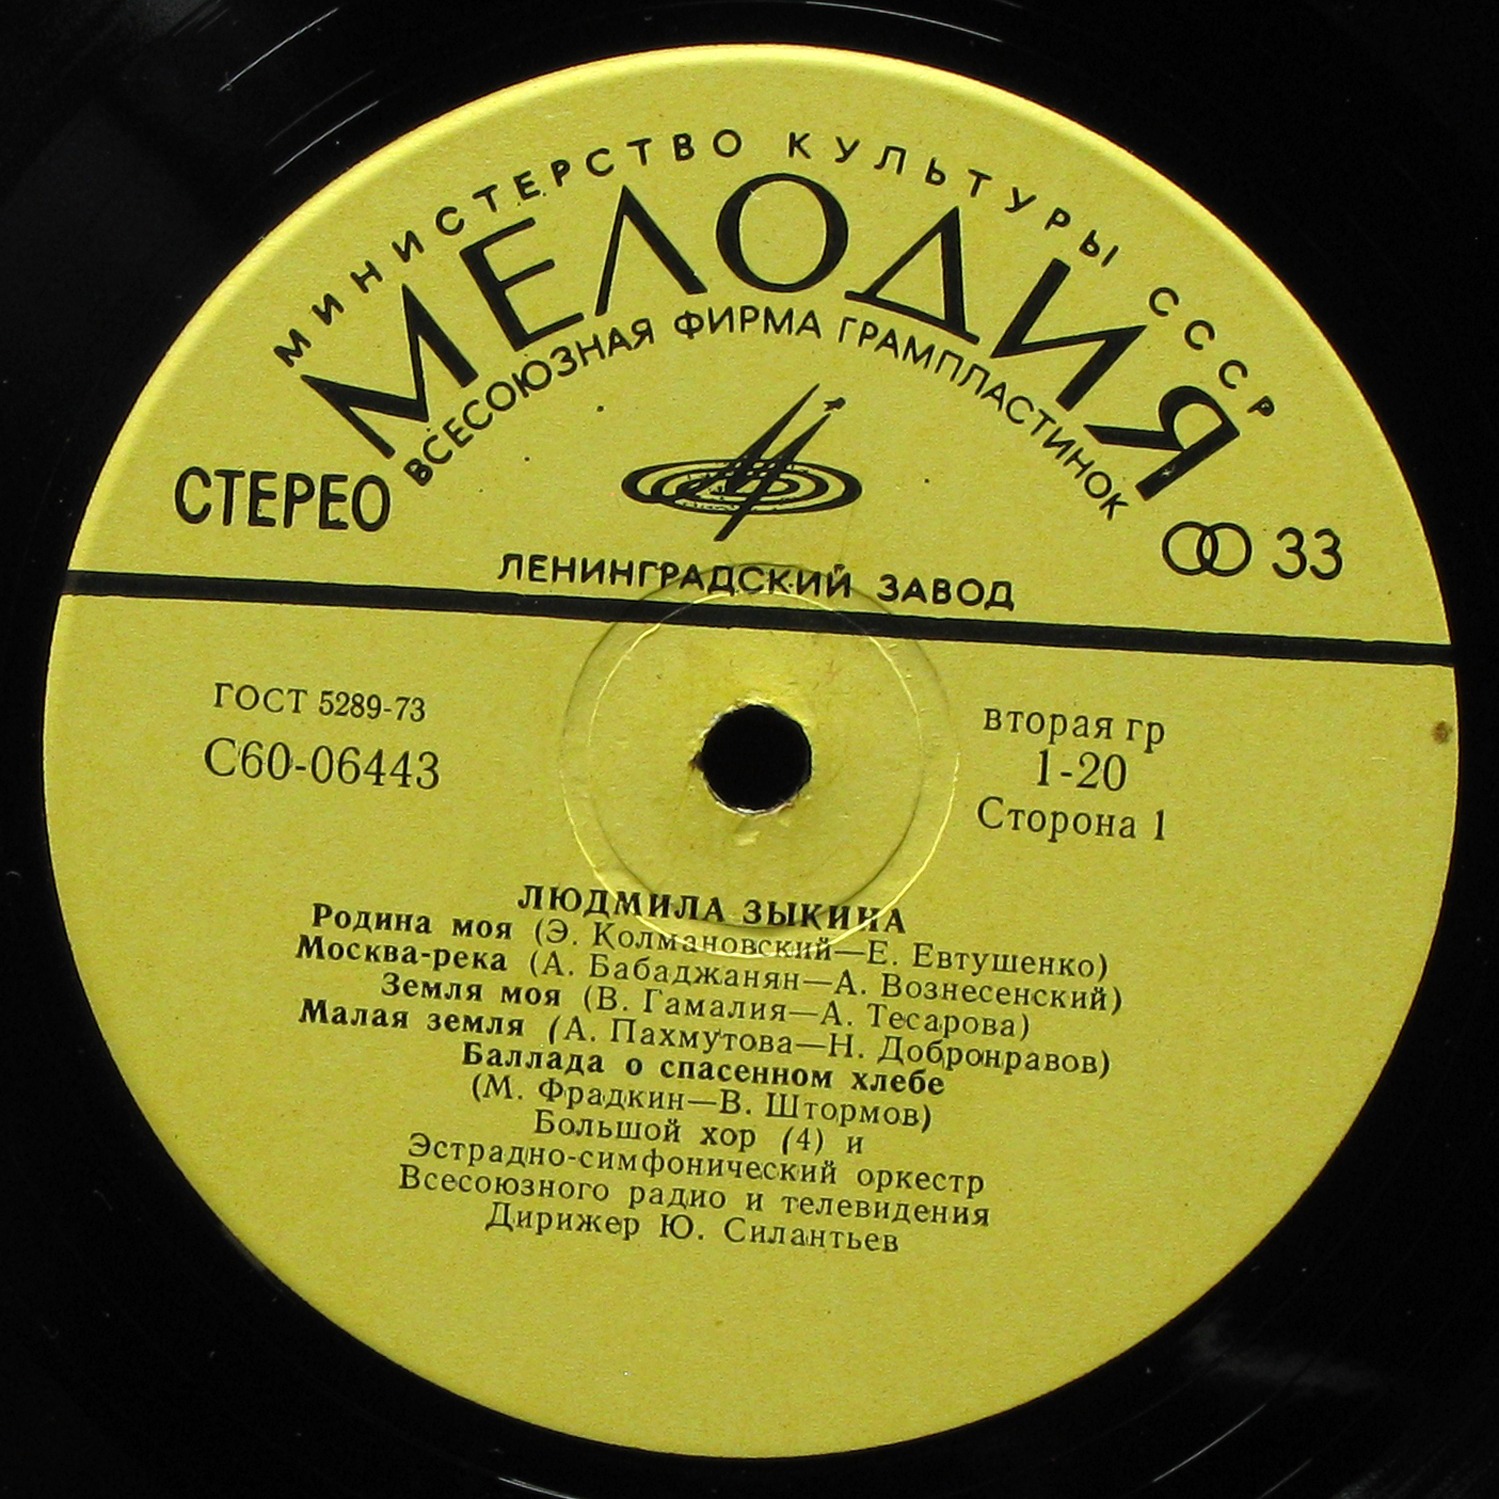 МИНИСТЕРСТВО КУЛЬТУРЫ СССР
МЕЛОДИЯ
ВСЕСОЮЗНАЯ ФИРМА ГРАМПЛАСТИНОК
СТЕРЕО
33
ЛЕНИНГРАДСКИЙ ЗАВОД
ГОСТ 5289-73
С60-06443
вторая гр
1-20
Сторона 1
ЛЮДМИЛА ЗЫКИНА
Родина моя (Э. Колмановский—Е. Евтушенко)
Москва-река (А. Бабаджанян—А. Вознесенский)
Земля моя (В. Гамалия—А. Тесарова)
Малая земля (А. Пахмутова—Н. Добронравов)
Баллада о спасенном хлебе
(М. Фрадкин—В. Штормов)
Большой хор (4) и
Эстрадно-симфонический оркестр
Всесоюзного радио и телевидения
Дирижер Ю. Силантьев